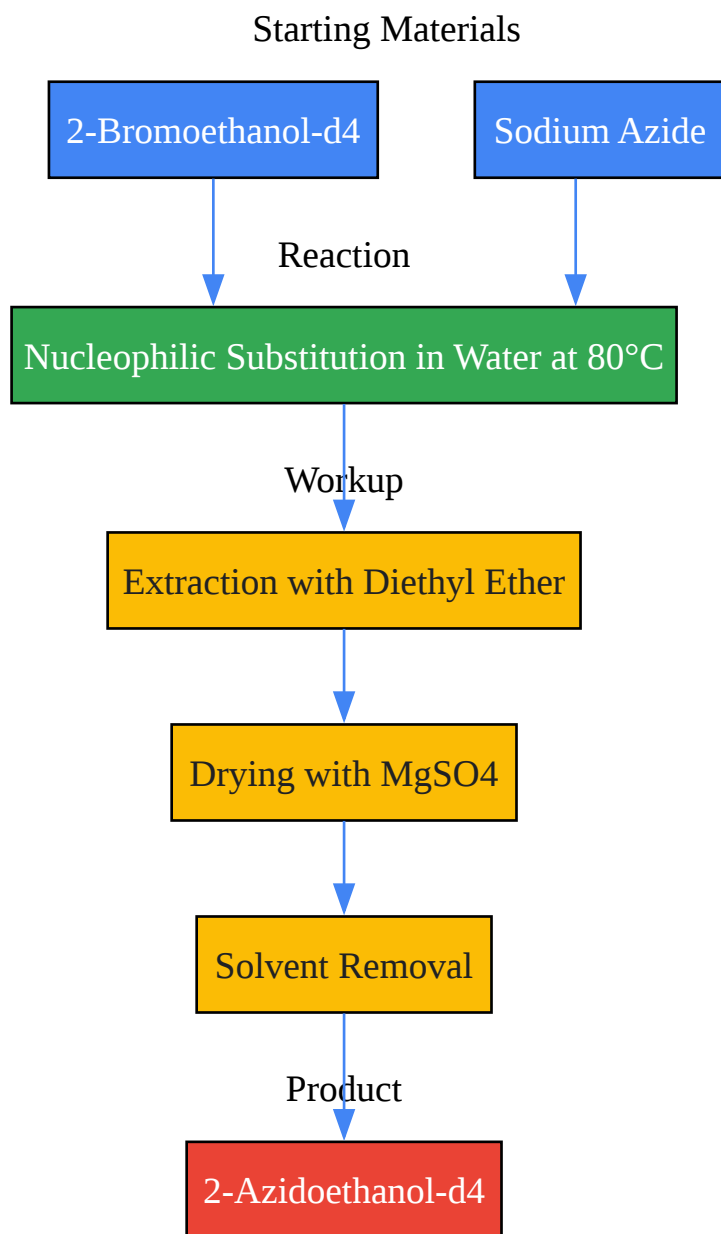 Starting Materials
2-Bromoethanol-d4
Sodium Azide
Reaction
Nucleophilic Substitution in Water at 80°C
Workup
Extraction with Diethyl Ether
Drying with MgSO4
Solvent Removal
Product
2-Azidoethanol-d4